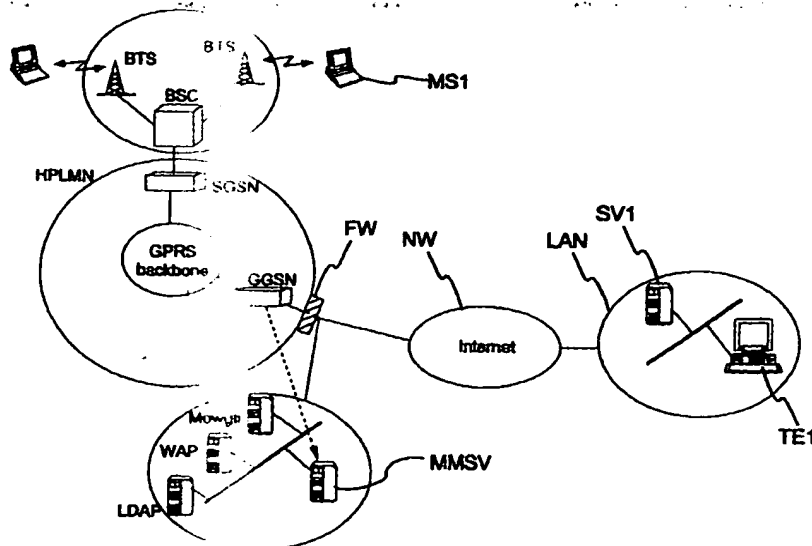 BTS
BTS
MS1
BSC
HPLMN
SGSN
GPRS
backbone
GGSN
FW
NW
LAN
SV1
Internet
TE1
WAP
LDAP
MMSV